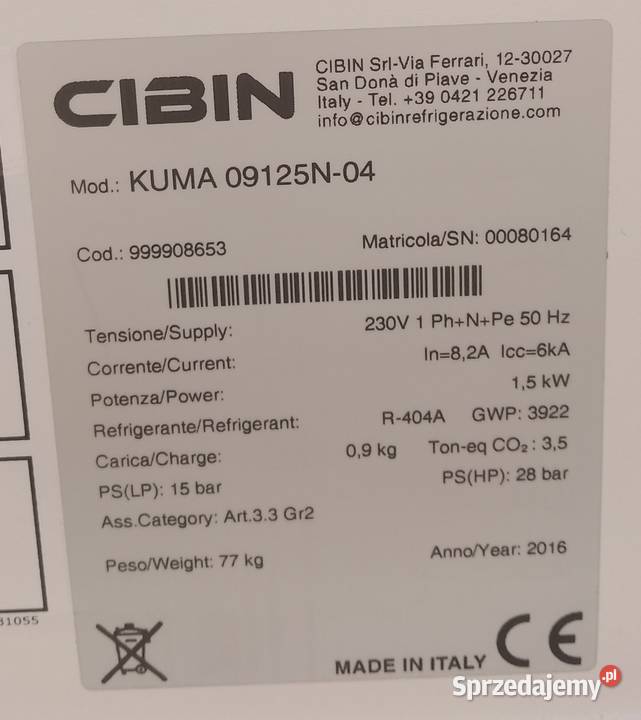 CIBIN
CIBIN Srl-Via Ferrari, 12-30027
San Donà di Piave - Venezia
Italy - Tel. +39 0421 226711
info@cibinrefrigerazione.com
Mod.: KUMA 09125N-04
Cod.: 999908653 Matricola/SN: 00080164
Tensione/Supply: 230V 1 Ph+N+Pe 50 Hz
Corrente/Current: In=8,2A Icc=6kA
Potenza/Power: 1,5 kW
Refrigerante/Refrigerant: R-404A GWP: 3922
Carica/Charge: 0,9 kg Ton-eq CO₂: 3,5
PS(LP): 15 bar PS(HP): 28 bar
Ass.Category: Art.3.3 Gr2
Peso/Weight: 77 kg Anno/Year: 2016
31055
MADE IN ITALY CE
Sprzedajemy.pl